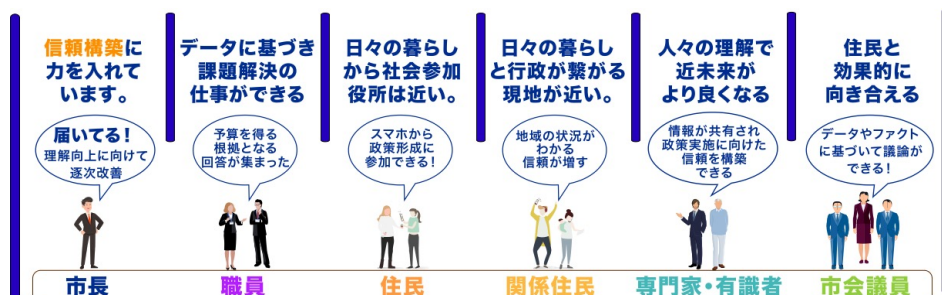 信頼構築に
力を入れて
います。
届いてる！
理解向上に向けて
逐次改善
市長
データに基づき
課題解決の
仕事ができる
予算を得る
根拠となる
回答が集まった
職員
日々の暮らし
から社会参加
役所は近い。
スマホから
政策形成に
参加できる！
住民
日々の暮らし
と行政が繋がる
現地が近い。
地域の状況が
わかる
信頼が増す
関係住民
人々の理解で
近未来が
より良くなる
情報が共有され
政策実施に向けた
信頼を構築
できる
専門家・有識者
住民と
効果的に
向き合える
データやファクト
に基づいて議論が
できる！
市会議員